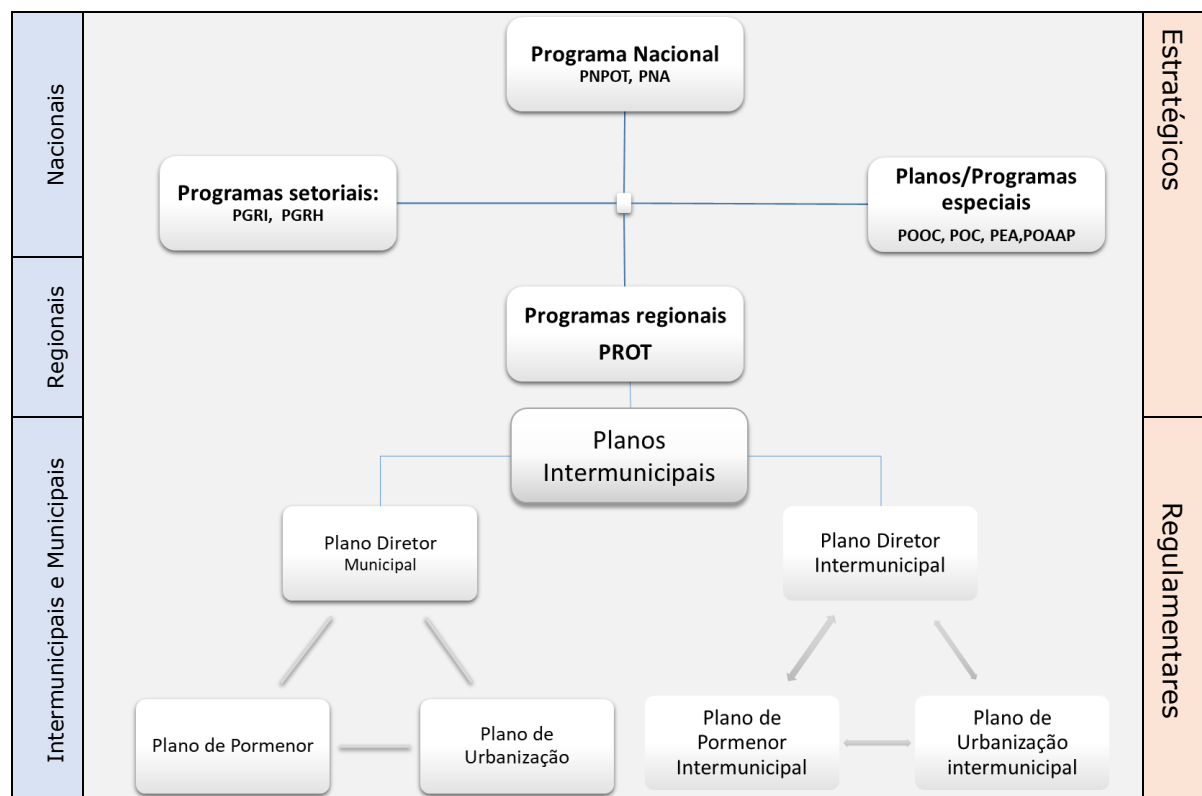 Nacionais
Estratégicos
Programa Nacional
PNPOT, PNA
Programas setoriais:
PGRI, PGRH
Planos/Programas
especiais
POOC, POC, PEA,POAAP
Regionais
Programas regionais
PROT
Intermunicipais e Municipais
Regulamentares
Planos
Intermunicipais
Plano Diretor
Municipal
Plano Diretor
Intermunicipal
Plano de Pormenor
Plano de
Urbanização
Plano de
Pormenor
Intermunicipal
Plano de
Urbanização
intermunicipal